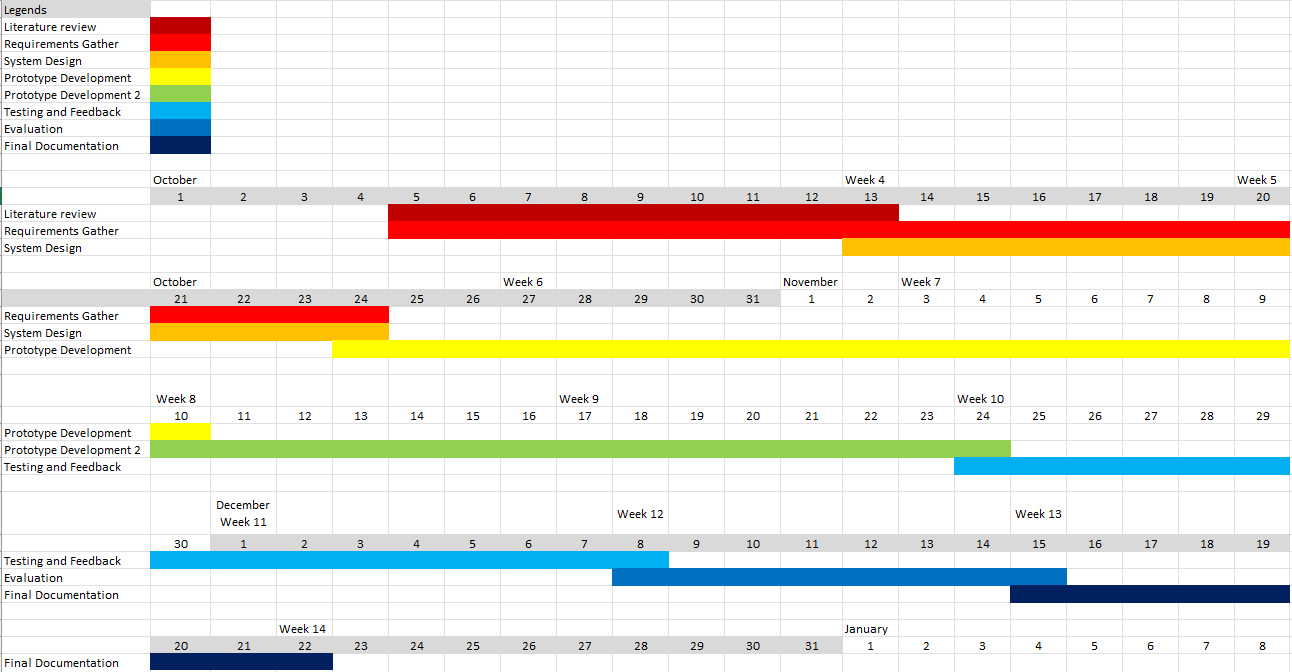 Legends
Literature review
Requirements Gather
System Design
Prototype Development
Prototype Development 2
Testing and Feedback
Evaluation
Final Documentation
October Week 4 Week 5
1 2 3 4 5 6 7 8 9 10 11 12 13 14 15 16 17 18 19 20
Literature review
Requirements Gather
System Design
October Week 6 November Week 7
21 22 23 24 25 26 27 28 29 30 31 1 2 3 4 5 6 7 8 9
Requirements Gather
System Design
Prototype Development
Week 8 Week 9 Week 10
10 11 12 13 14 15 16 17 18 19 20 21 22 23 24 25 26 27 28 29
Prototype Development
Prototype Development 2
Testing and Feedback
December
Week 11 Week 12 Week 13
30 1 2 3 4 5 6 7 8 9 10 11 12 13 14 15 16 17 18 19
Testing and Feedback
Evaluation
Final Documentation
Week 14 January
20 21 22 23 24 25 26 27 28 29 30 31 1 2 3 4 5 6 7 8
Final Documentation